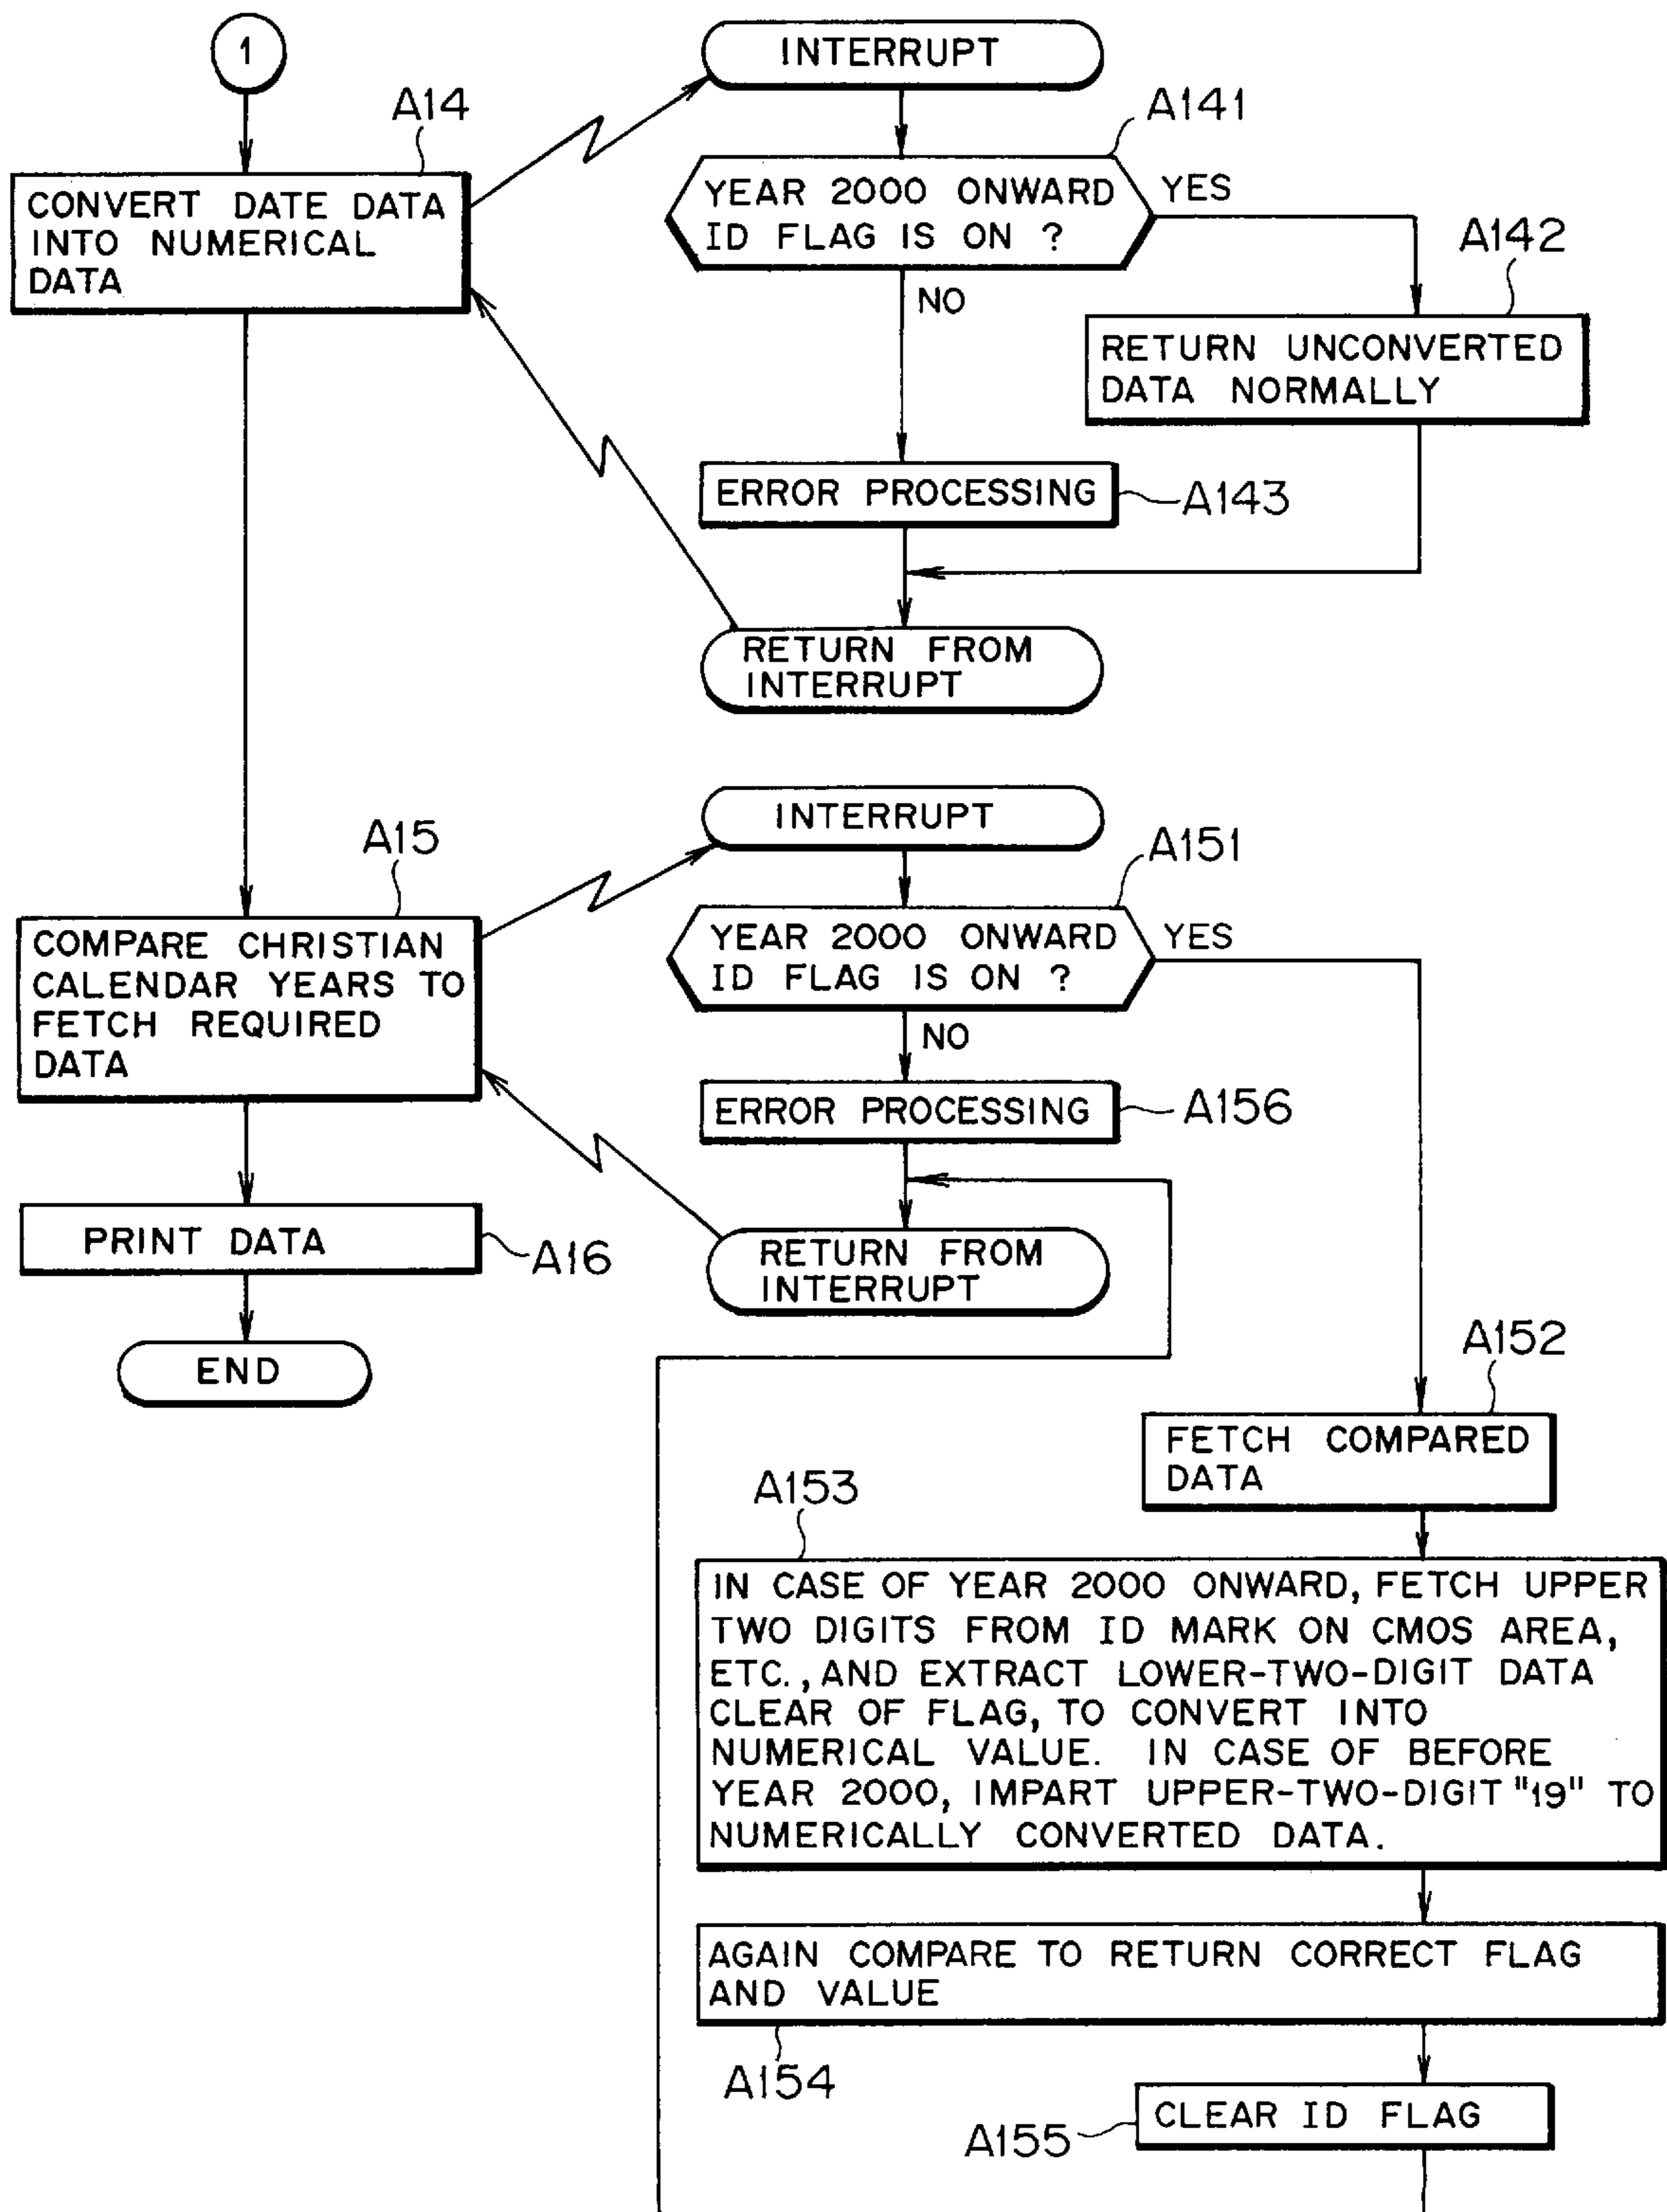 1
INTERRUPT
A14
A141
CONVERT DATE DATA
INTO NUMERICAL
DATA
YEAR 2000 ONWARD
ID FLAG IS ON ?
YES
A142
NO
RETURN UNCONVERTED
DATA NORMALLY
ERROR PROCESSING
A143
RETURN FROM
INTERRUPT
INTERRUPT
A15
A151
COMPARE CHRISTIAN
CALENDAR YEARS TO
FETCH REQUIRED
DATA
YEAR 2000 ONWARD
ID FLAG IS ON ?
YES
NO
ERROR PROCESSING
A156
PRINT DATA
A16
RETURN FROM
INTERRUPT
END
A152
FETCH COMPARED
DATA
A153
IN CASE OF YEAR 2000 ONWARD, FETCH UPPER
TWO DIGITS FROM ID MARK ON CMOS AREA,
ETC., AND EXTRACT LOWER-TWO-DIGIT DATA
CLEAR OF FLAG, TO CONVERT INTO
NUMERICAL VALUE. IN CASE OF BEFORE
YEAR 2000, IMPART UPPER-TWO-DIGIT "19" TO
NUMERICALLY CONVERTED DATA.
AGAIN COMPARE TO RETURN CORRECT FLAG
AND VALUE
A154
CLEAR ID FLAG
A155